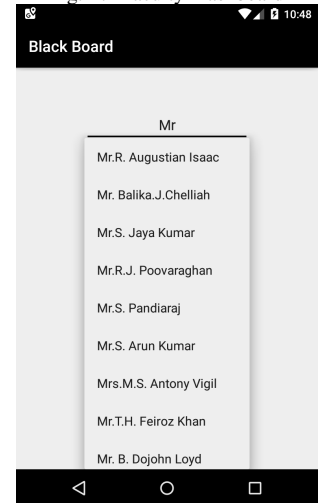 10:48
Black Board
Mr
Mr.R. Augustian Isaac
Mr. Balika.J.Chelliah
Mr.S. Jaya Kumar
Mr.R.J. Poovaraghan
Mr.S. Pandiaraj
Mr.S. Arun Kumar
Mrs.M.S. Antony Vigil
Mr.T.H. Feiroz Khan
Mr. B. Dojohn Loyd